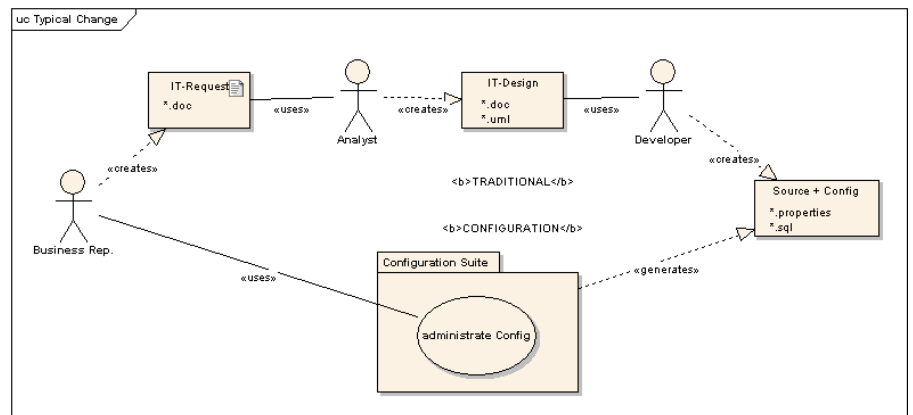 uc Typical Change
IT-Request
*.doc
«uses»
Analyst
«creates»
IT-Design
*.doc
*.uml
«uses»
Developer
«creates»
«creates»
Business Rep.
<b>TRADITIONAL</b>
Source + Config
*.properties
*.sql
<b>CONFIGURATION</b>
Configuration Suite
«generates»
«uses»
administrate Config